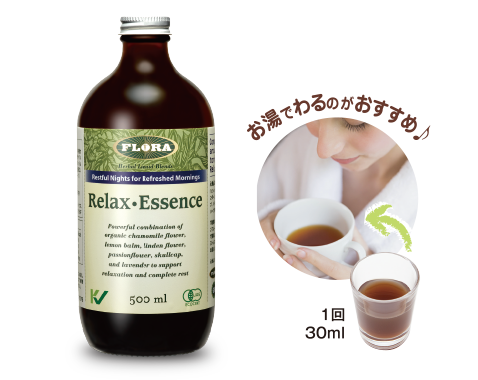 FLORA
Herbal Tonal Blends
Restful Nights for Refreshed Mornings
Relax•Essence
Powerful combination of
organic chamomile flower,
lemon balm, linden flower,
passionflower, skullcap,
and lavender to support
relaxation and complete rest
500 ml
お湯でわるのがおすすめ♪
1回
30ml